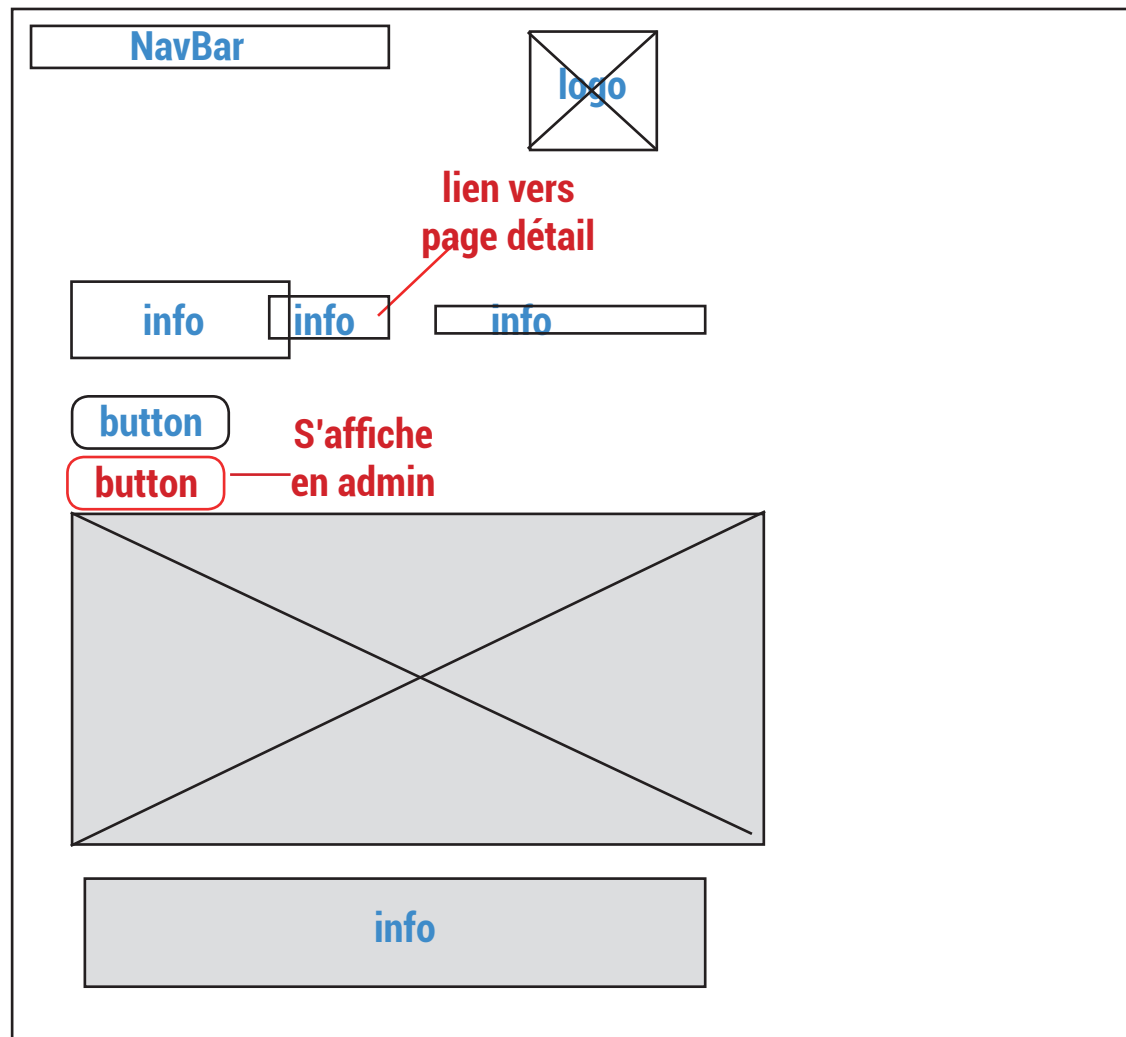 NavBar
logo
lien vers
page détail
info
info
info
button
S'affiche
button
en admin
info